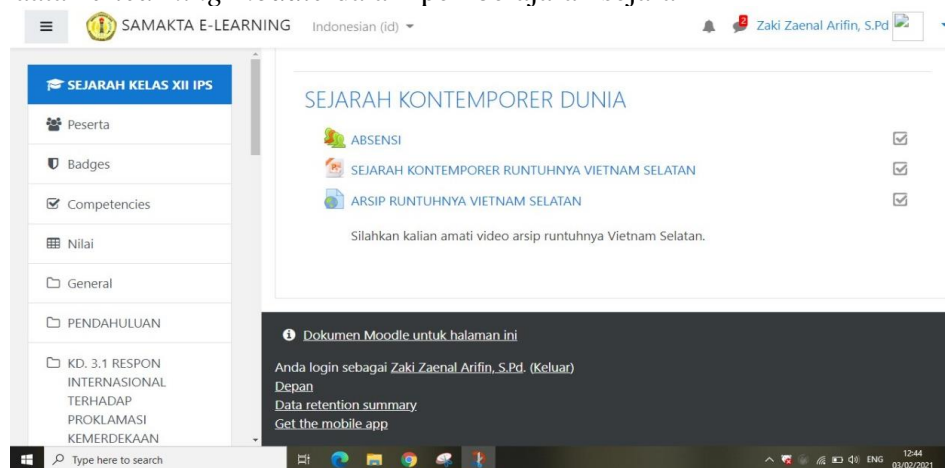 SAMAKTA E-LEARNING Indonesian (id)
2 Zaki Zaenal Arifin, S.Pd
SEJARAH KELAS XII IPS
Peserta
Badges
Competencies
Nilai
General
PENDAHULUAN
KD. 3.1 RESPON
INTERNASIONAL
TERHADAP
PROKLAMASI
KEMERDEKAAN
SEJARAH KONTEMPORER DUNIA
ABSENSI
SEJARAH KONTEMPORER RUNTUHNYA VIETNAM SELATAN
ARSIP RUNTUHNYA VIETNAM SELATAN
Silahkan kalian amati video arsip runtuhnya Vietnam Selatan.
Dokumen Moodle untuk halaman ini
Anda login sebagai Zaki Zaenal Arifin, S.Pd. (Keluar)
Depan
Data retention summary
Get the mobile app
Type here to search
ENG
12:44
03/02/2021